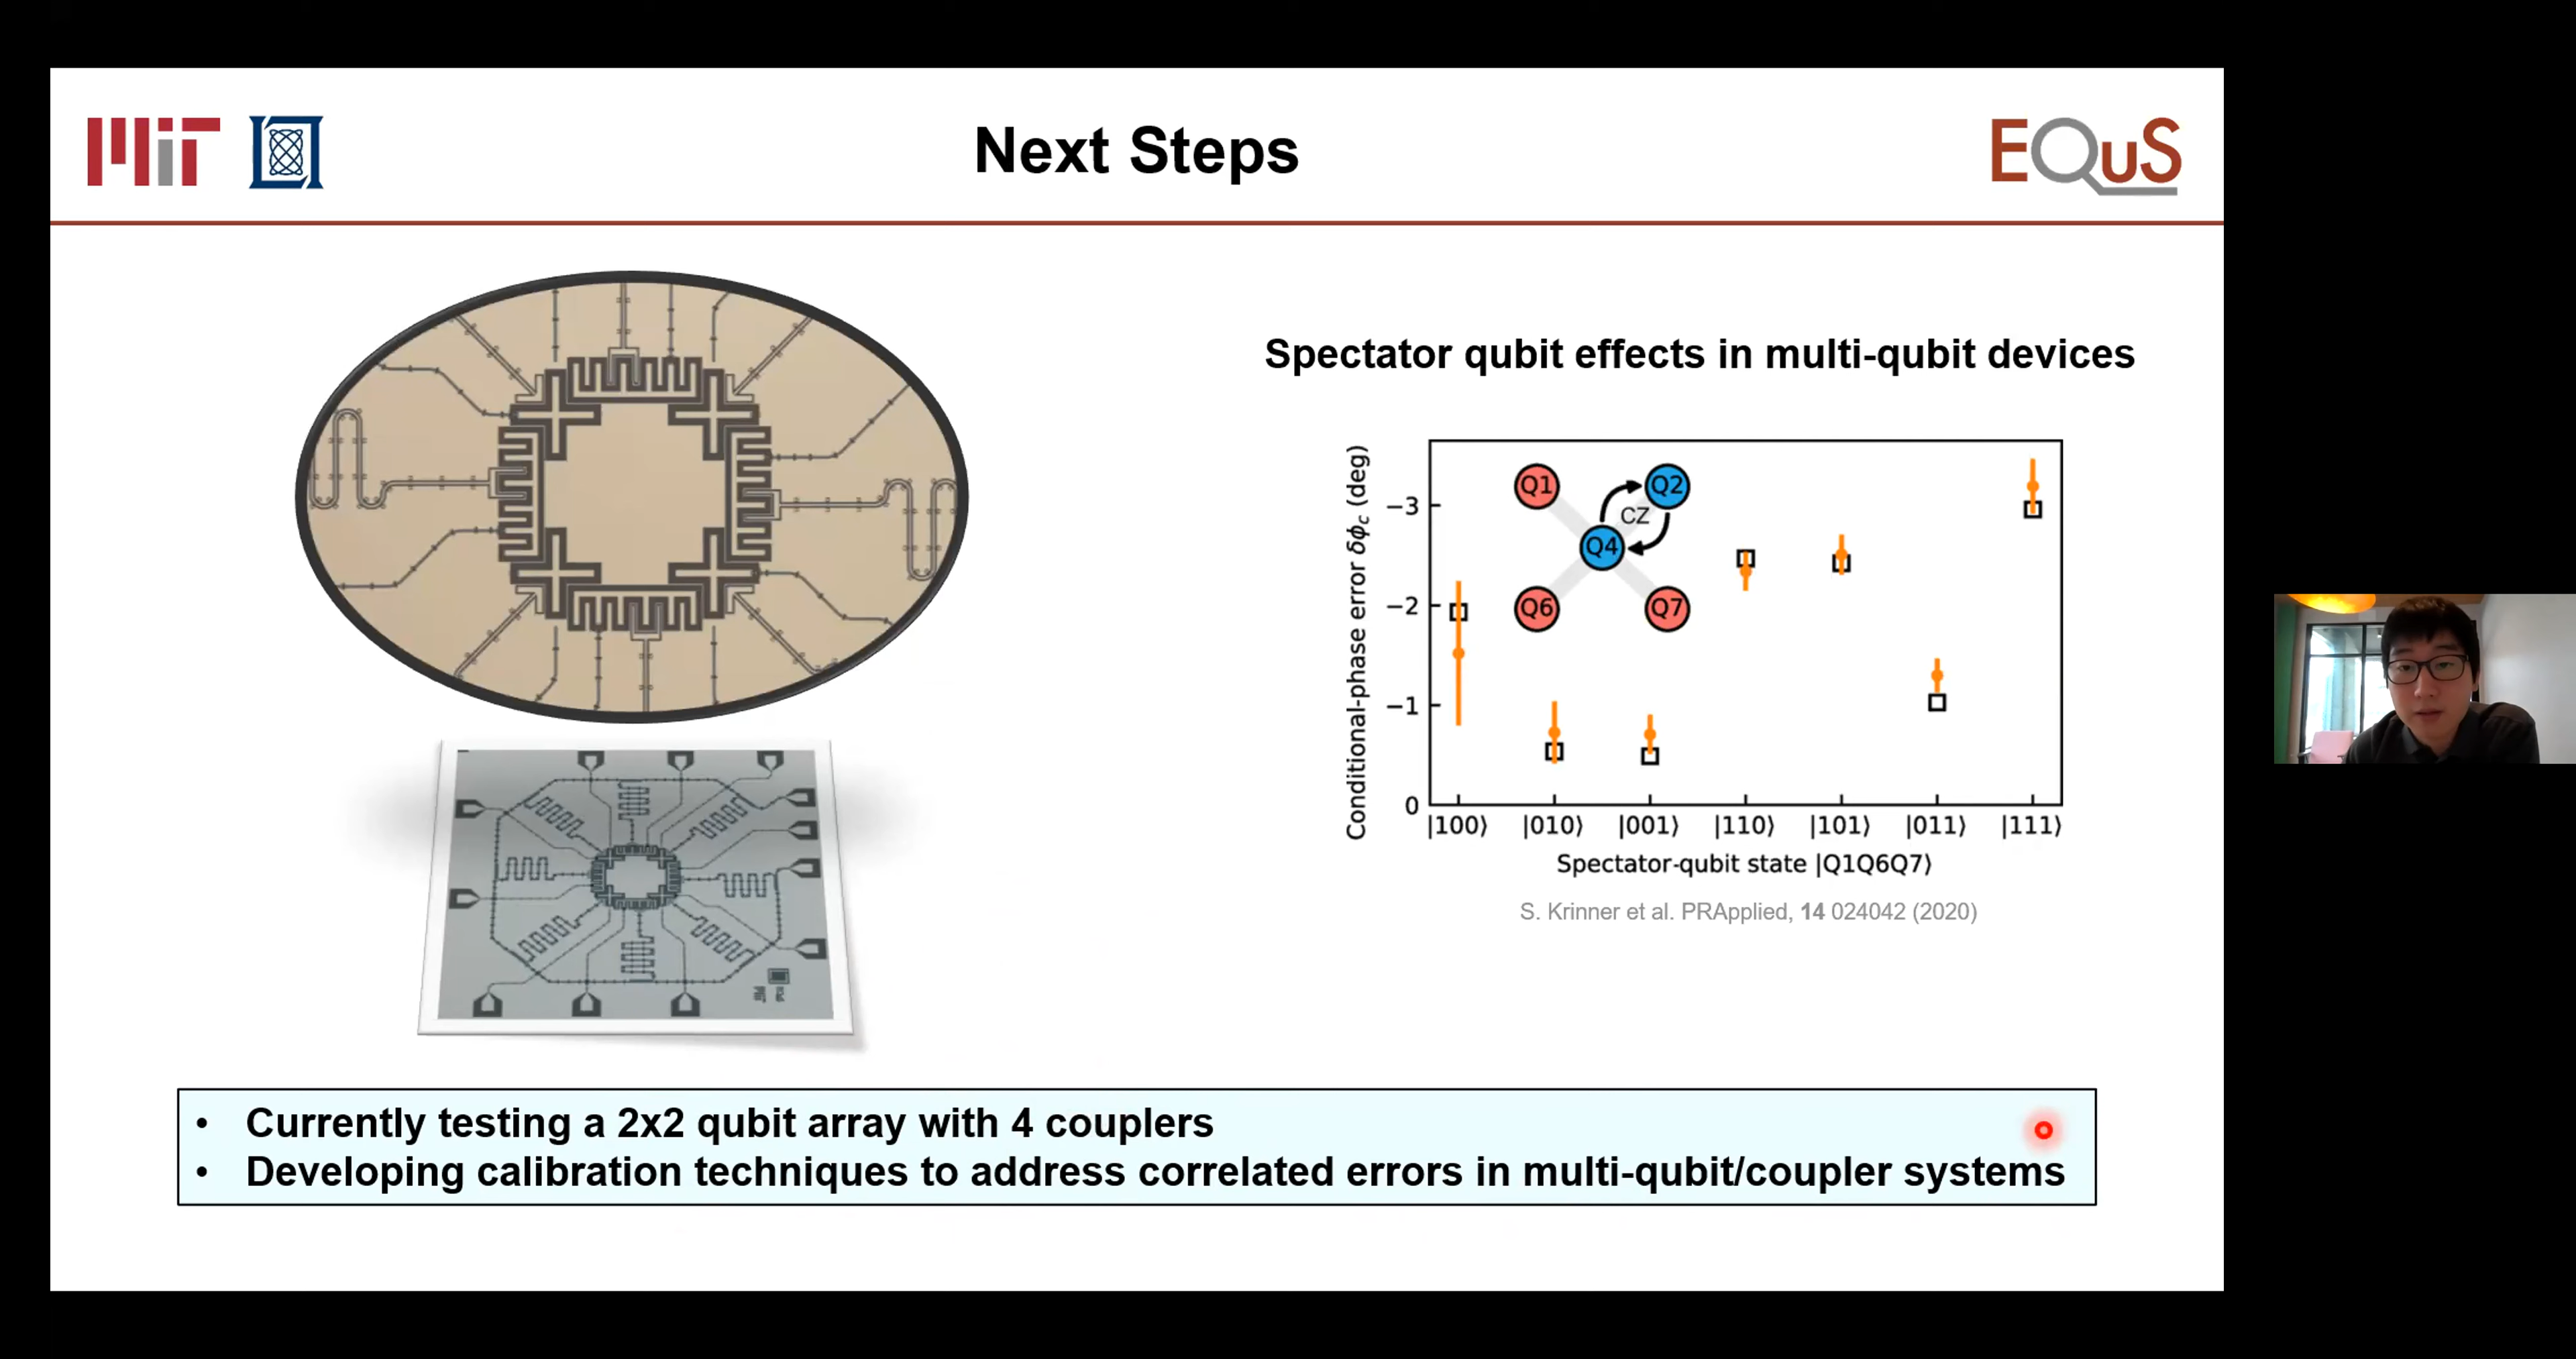 MIT
Next Steps
EQuS
Spectator qubit effects in multi-qubit devices
Conditional-phase error δϕc (deg)
−3
−2
−1
0
Q1
Q2
CZ
Q4
Q6
Q7
|100⟩ |010⟩ |001⟩ |110⟩ |101⟩ |011⟩ |111⟩
Spectator-qubit state |Q1Q6Q7⟩
S. Krinner et al. PRApplied, 14 024042 (2020)
• Currently testing a 2x2 qubit array with 4 couplers
• Developing calibration techniques to address correlated errors in multi-qubit/coupler systems